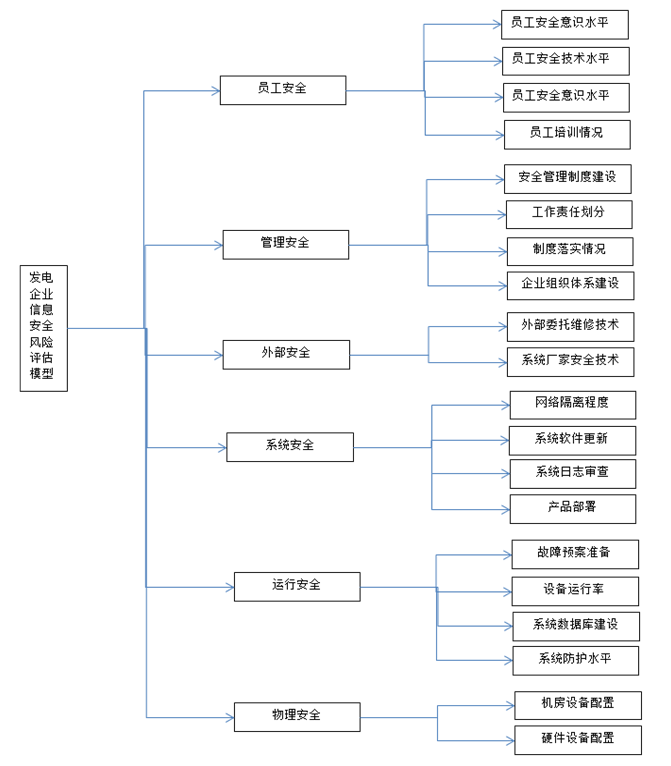 发电
企业
信息
安全
风险
评估
模型
员工安全
员工安全意识水平
员工安全技术水平
员工安全意识水平
员工培训情况
管理安全
安全管理制度建设
工作责任划分
制度落实情况
企业组织体系建设
外部安全
外部委托维修技术
系统厂家安全技术
系统安全
网络隔离程度
系统软件更新
系统日志审查
产品部署
运行安全
故障预案准备
设备运行车
系统数据库建设
系统防护水平
物理安全
机房设备配置
硬件设备配置